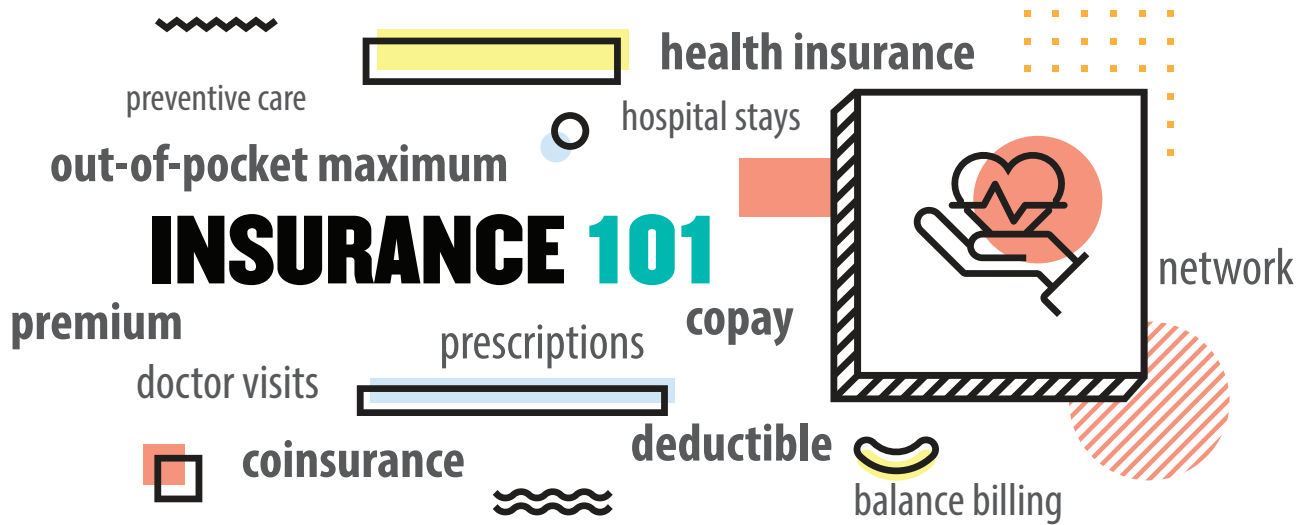 health insurance
preventive care
hospital stays
out-of-pocket maximum
INSURANCE 101
network
premium
copay
prescriptions
doctor visits
deductible
coinsurance
balance billing